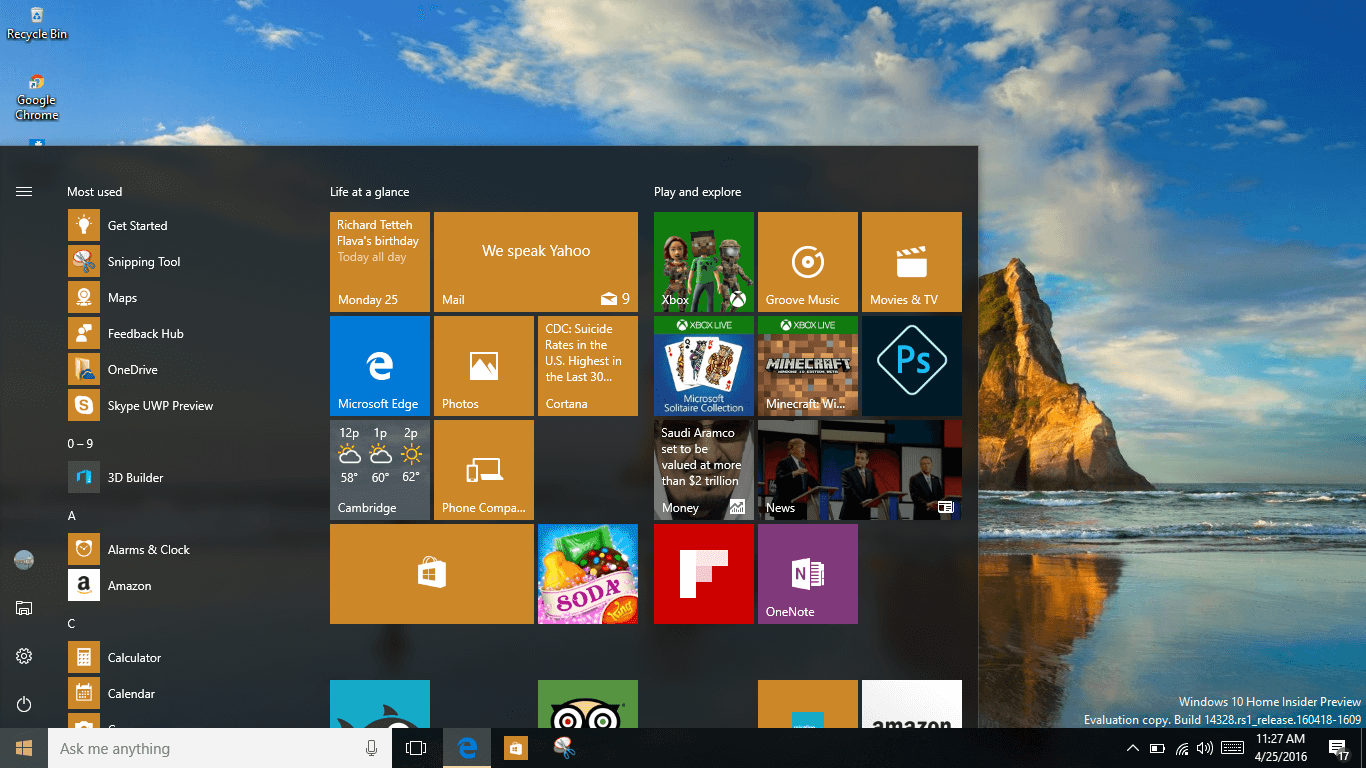 Recycle Bin
Google
Chrome
Most used
Get Started
Snipping Tool
Maps
Feedback Hub
OneDrive
Skype UWP Preview
0 – 9
3D Builder
A
Alarms & Clock
Amazon
C
Calculator
Calendar
Life at a glance
Richard Tetteh
Flava's birthday
Today all day
Monday 25
We speak Yahoo
Mail
9
Microsoft Edge
Photos
CDC: Suicide
Rates in the
U.S. Highest in
the Last 30...
Cortana
12p 1p 2p
58° 60° 62°
Cambridge
Phone Compa...
SODA
King
Play and explore
Xbox
Groove Music
Movies & TV
XBOX LIVE
Microsoft
Solitaire Collection
XBOX LIVE
MINECRAFT
Minecraft: Wi...
Ps
Saudi Aramco
set to be
valued at more
than $2 trillion
Money
News
N
OneNote
amazon
Windows 10 Home Insider Preview
Evaluation copy. Build 14328.rs1_release.160418-1609
Ask me anything
11:27 AM
4/25/2016
17